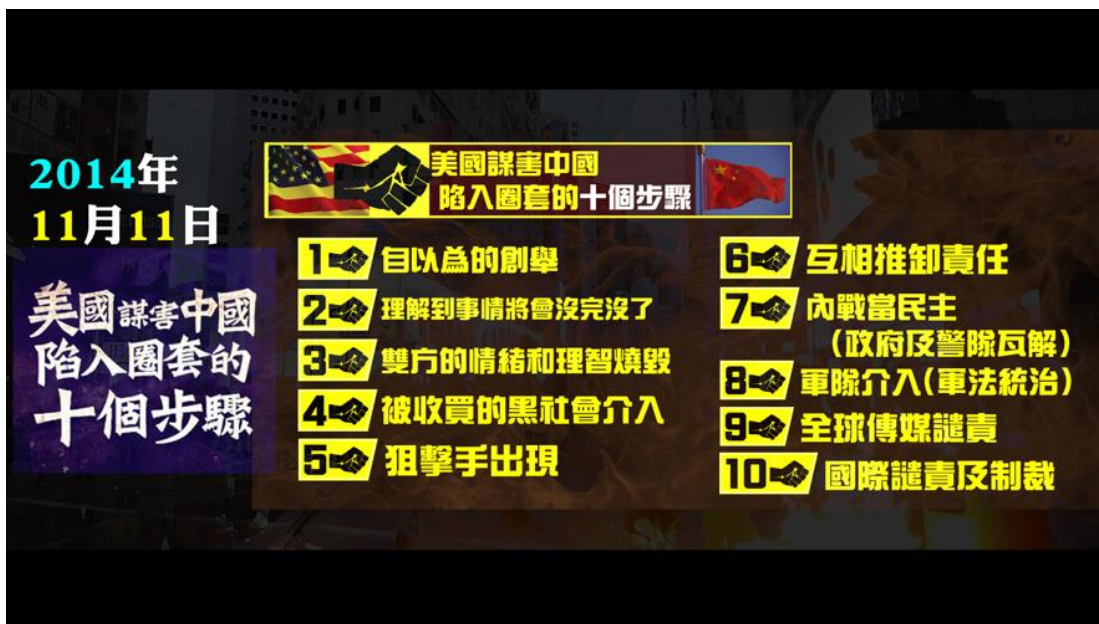 2014年
11月11日
美國謀害中國
陷入圈套的
十個步驟
美國謀害中國
陷入圈套的十個步驟
1 自以為的創舉
2 理解到事情將會沒完沒了
3 雙方的情緒和理智燒毀
4 被收買的黑社會介入
5 狙擊手出現
6 互相推卸責任
7 內戰當民主
(政府及警隊瓦解)
8 軍隊介入(軍法統治)
9 全球傳媒譴責
10 國際譴責及制裁